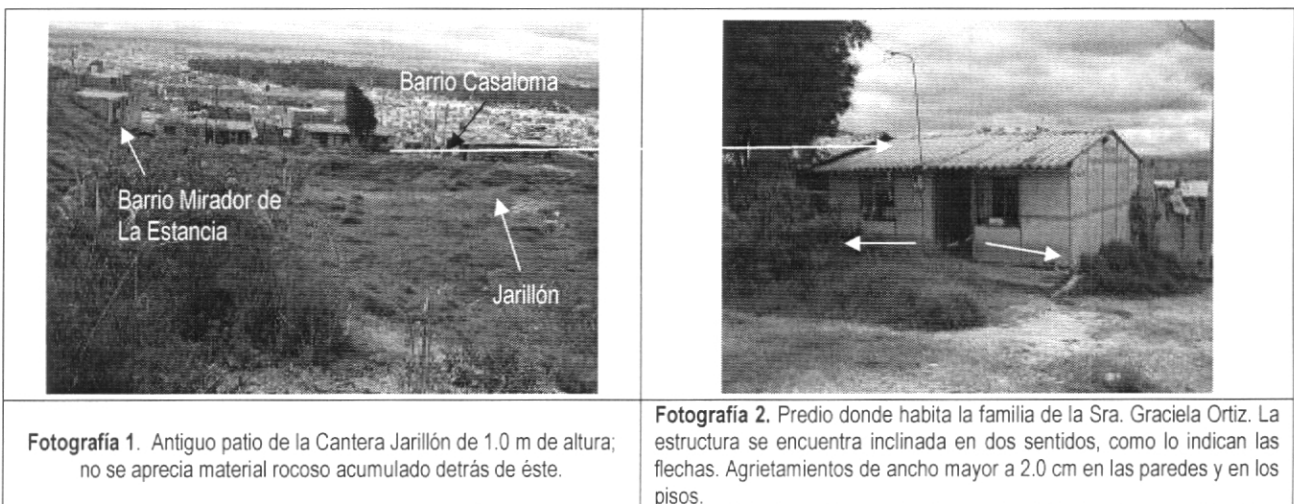 Barrio Casaloma
Barrio Mirador de
La Estancia
Jarillón
Fotografía 1. Antiguo patio de la Cantera Jarillón de 1.0 m de altura;
no se aprecia material rocoso acumulado detrás de éste.
Fotografía 2. Predio donde habita la familia de la Sra. Graciela Ortiz. La
estructura se encuentra inclinada en dos sentidos, como lo indican las
flechas. Agrietamientos de ancho mayor a 2.0 cm en las paredes y en los
pisos.